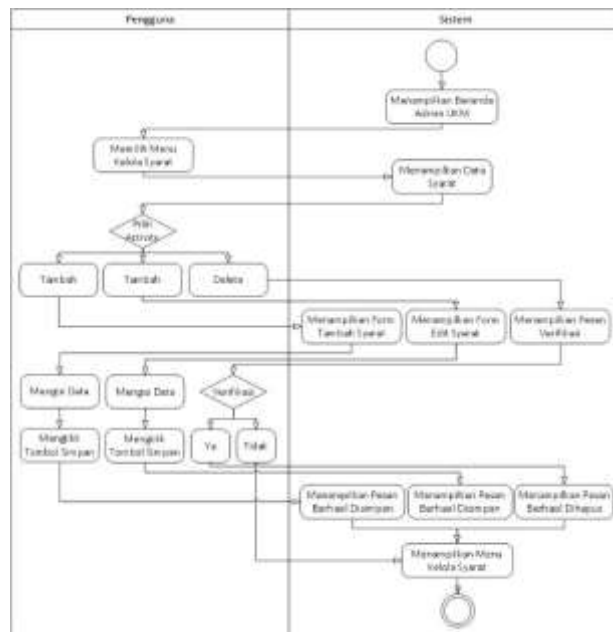 Pengguna
Sistem
Menampilkan Beranda
Admin UKM
Memilih Menu
Kelola Syarat
Menampilkan Data
Syarat
Pilih
Activity
Tambah
Tambah
Delete
Menampilkan Form
Tambah Syarat
Menampilkan Form
Edit Syarat
Menampilkan Pesan
Verifikasi
Mengisi Data
Mengisi Data
Verifikasi
Mengklik
Tombol Simpan
Mengklik
Tombol Simpan
Ya
Tidak
Menampilkan Pesan
Berhasil Disimpan
Menampilkan Pesan
Berhasil Disimpan
Menampilkan Pesan
Berhasil Dihapus
Menampilkan Menu
Kelola Syarat